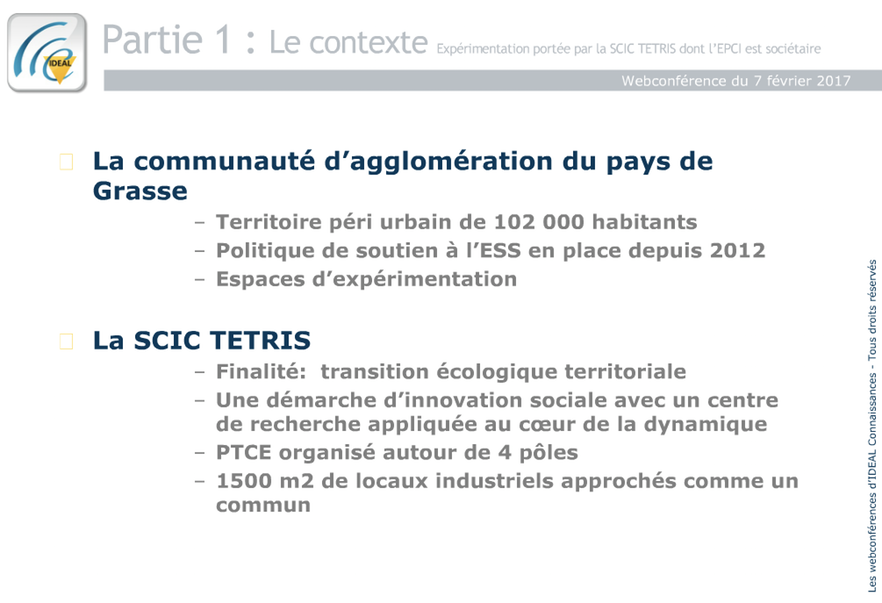 IDEAL
Partie 1 : Le contexte Expérimentation portée par la SCIC TETRIS dont l'EPCI est sociétaire
Webconférence du 7 février 2017
La communauté d'agglomération du pays de
Grasse
– Territoire péri urbain de 102 000 habitants
– Politique de soutien à l'ESS en place depuis 2012
– Espaces d'expérimentation
La SCIC TETRIS
– Finalité:  transition écologique territoriale
– Une démarche d'innovation sociale avec un centre
de recherche appliquée au cœur de la dynamique
– PTCE organisé autour de 4 pôles
– 1500 m2 de locaux industriels approchés comme un
commun
Les webconférences d'IDEAL Connaissances - Tous droits réservés